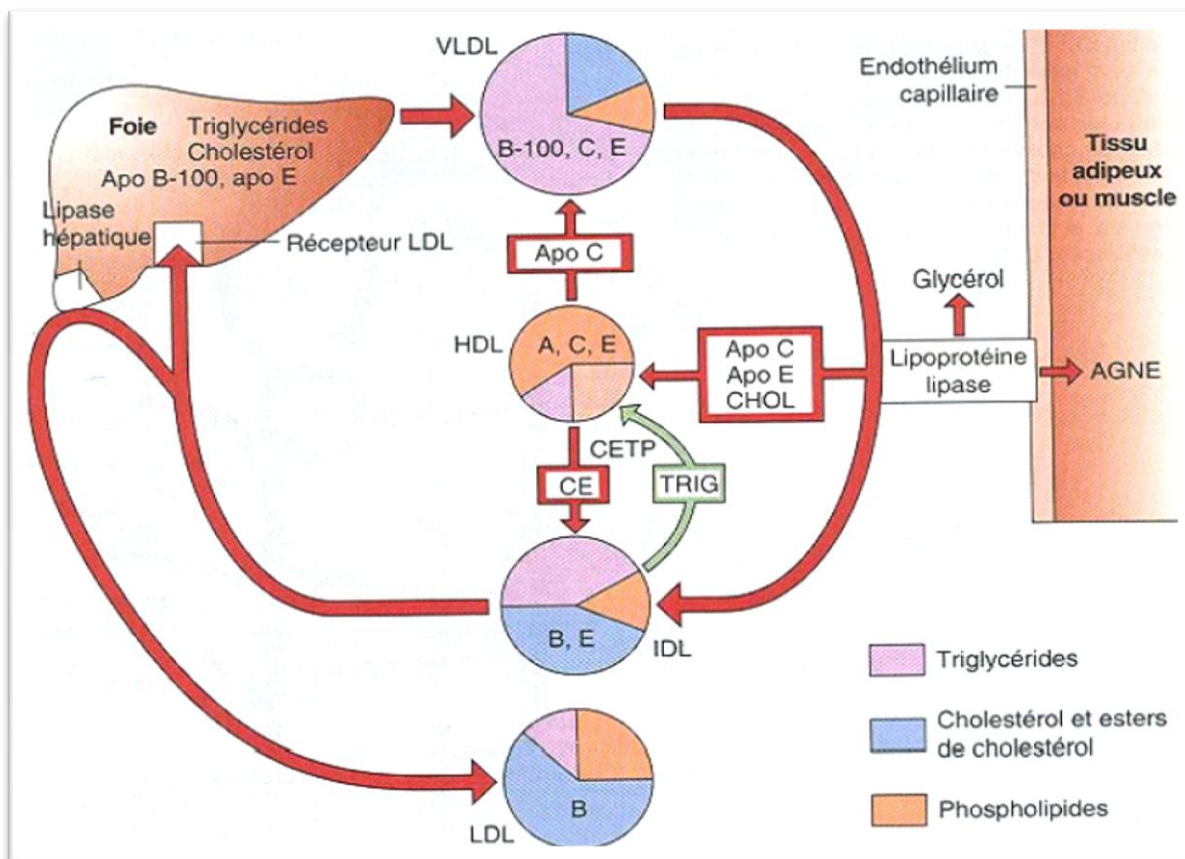 VLDL
Endothélium
capillaire
Foie Triglycérides
Cholestérol
Apo B-100, apo E
B-100, C, E
Tissu
adipeux
ou muscle
Lipase
hépatique
Récepteur LDL
Apo C
Glycérol
HDL
A, C, E
Apo C
Apo E
CHOL
Lipoprotéine
lipase
AGNE
CETP
CE
TRIG
B, E
IDL
Triglycérides
Cholestérol et esters
de cholestérol
Phospholipides
B
LDL